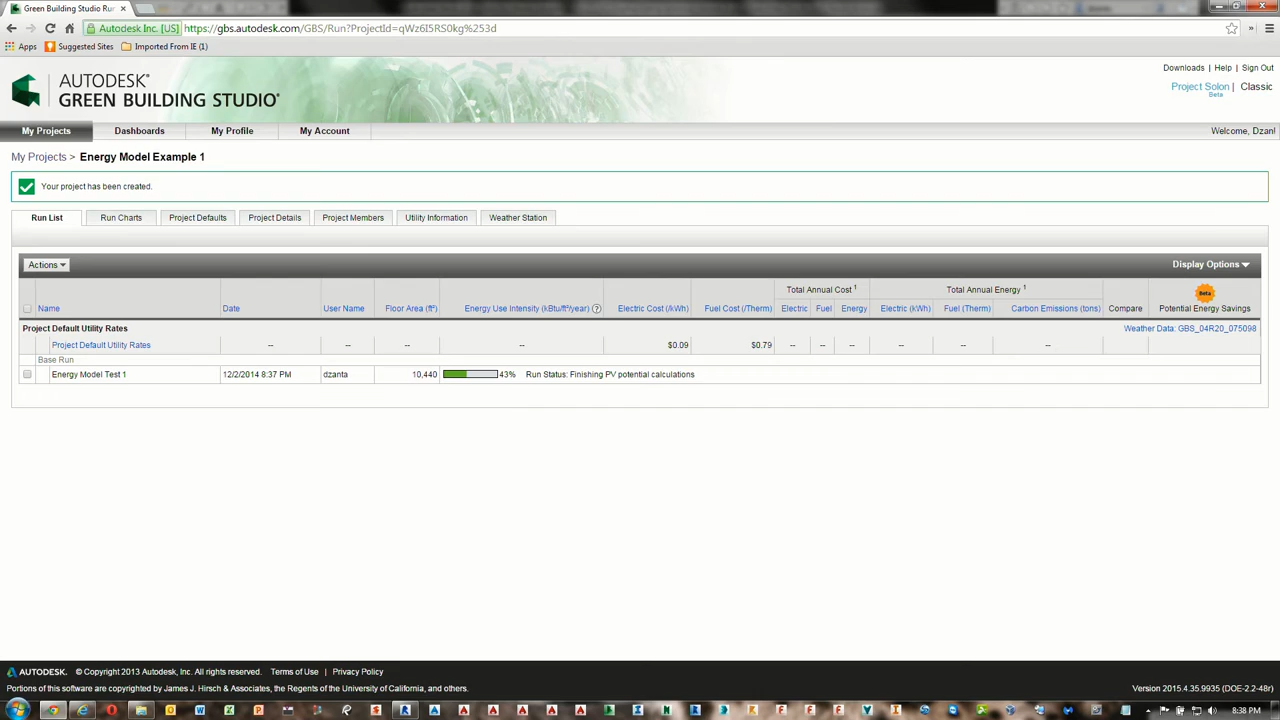 Green Building Studio Run
Autodesk Inc. [US] https://gbs.autodesk.com/GBS/Run?ProjectId=qWz6I5RS0kg%253d
Apps Suggested Sites Imported From IE (1)
AUTODESK®
GREEN BUILDING STUDIO®
Downloads | Help | Sign Out
Project Solon | Classic
Beta
My Projects Dashboards My Profile My Account Welcome, Dzanl
My Projects > Energy Model Example 1
Your project has been created.
Run List Run Charts Project Defaults Project Details Project Members Utility Information Weather Station
Actions Display Options
Total Annual Cost 1 Total Annual Energy 1 Beta
Name Date User Name Floor Area (ft²) Energy Use Intensity (kBtu/ft²/year) ? Electric Cost (/kWh) Fuel Cost (/Therm) Electric Fuel Energy Electric (kWh) Fuel (Therm) Carbon Emissions (tons) Compare Potential Energy Savings
Project Default Utility Rates Weather Data: GBS_04R20_075098
Project Default Utility Rates -- -- -- -- $0.09 $0.79 -- -- -- -- -- --
Base Run
Energy Model Test 1 12/2/2014 8:37 PM dzanta 10,440 43% Run Status: Finishing PV potential calculations
AUTODESK. © Copyright 2013 Autodesk, Inc. All rights reserved. Terms of Use | Privacy Policy
Portions of this software are copyrighted by James J. Hirsch & Associates, the Regents of the University of California, and others. Version 2015.4.35.9935 (DOE-2.2-48r)
8:38 PM